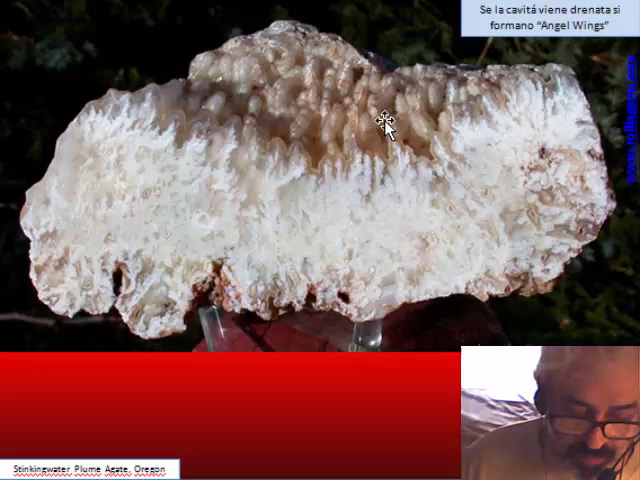 Se la cavitá viene drenata si
formano "Angel Wings"
Stinkingwater Plume Agate, Oregon